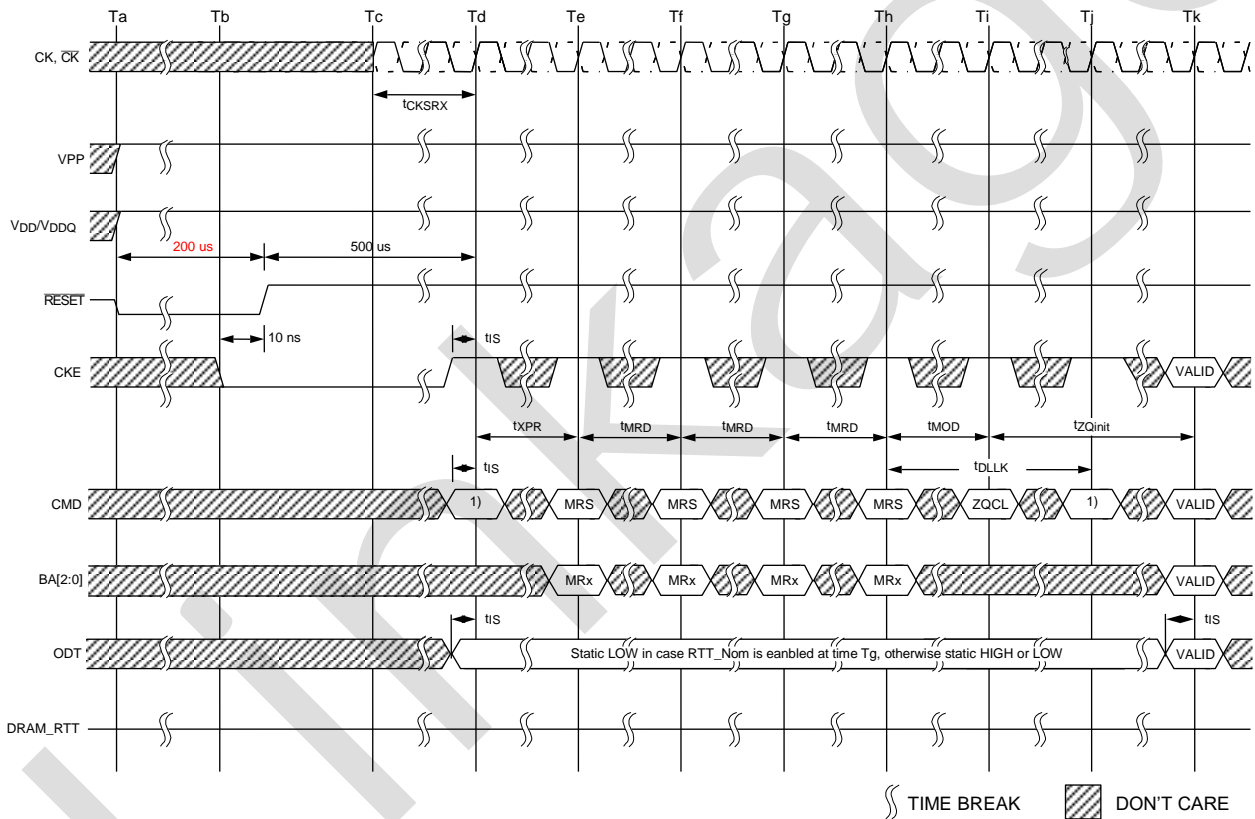 Ta Tb Tc Td Te Tf Tg Th Ti Tj Tk
CK, CK
tCKSRX
VPP
VDD/VDDQ
200 us 500 us
RESET
10 ns tIS
CKE VALID
tXPR tMRD tMRD tMRD tMOD tZQinit
tIS tDLLK
CMD 1) MRS MRS MRS MRS ZQCL 1) VALID
BA[2:0] MRx MRx MRx MRx VALID
tIS tIS
ODT Static LOW in case RTT_Nom is eanbled at time Tg, otherwise static HIGH or LOW VALID
DRAM_RTT
TIME BREAK DON'T CARE